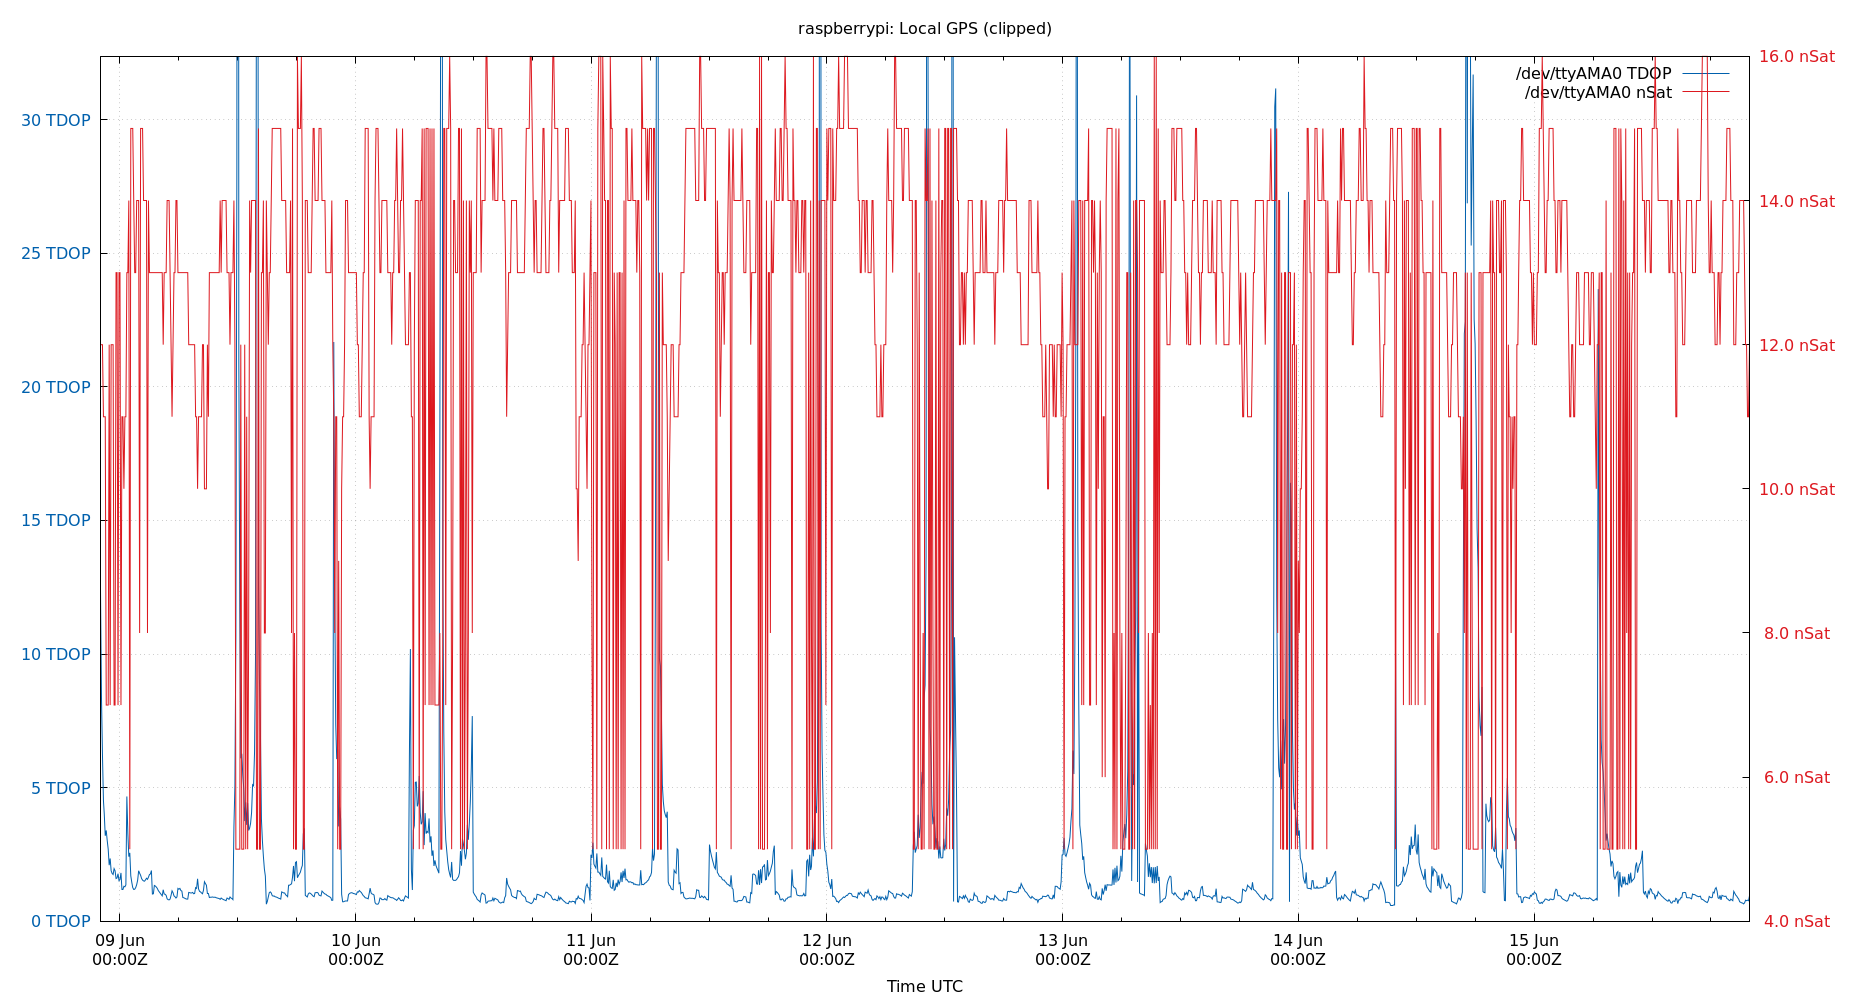 raspberrypi: Local GPS (clipped)
16.0 nSat
/dev/ttyAMA0 TDOP
/dev/ttyAMA0 nSat
30 TDOP
14.0 nSat
25 TDOP
12.0 nSat
20 TDOP
10.0 nSat
15 TDOP
8.0 nSat
10 TDOP
6.0 nSat
5 TDOP
4.0 nSat
0 TDOP
09 Jun 10 Jun 11 Jun 12 Jun 13 Jun 14 Jun 15 Jun
00:00Z 00:00Z 00:00Z 00:00Z 00:00Z 00:00Z 00:00Z
Time UTC